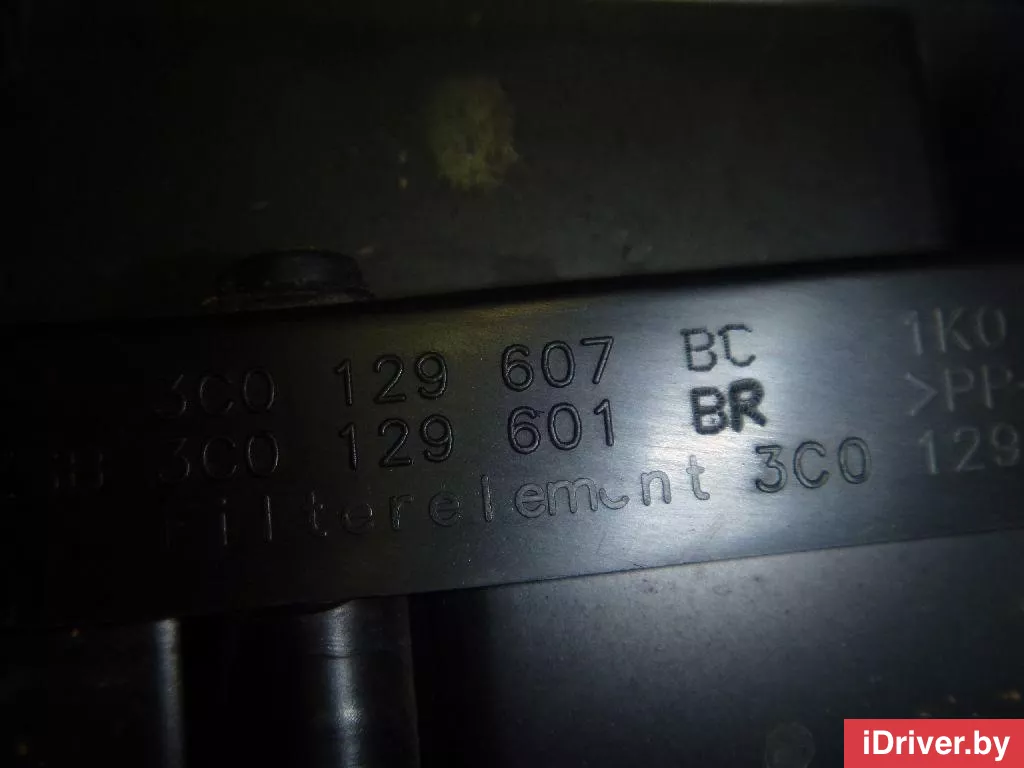 3C0 129 607 BC 1K0
3C0 129 601 BR >PP-
Filterelement 3C0 129
iDriver.by